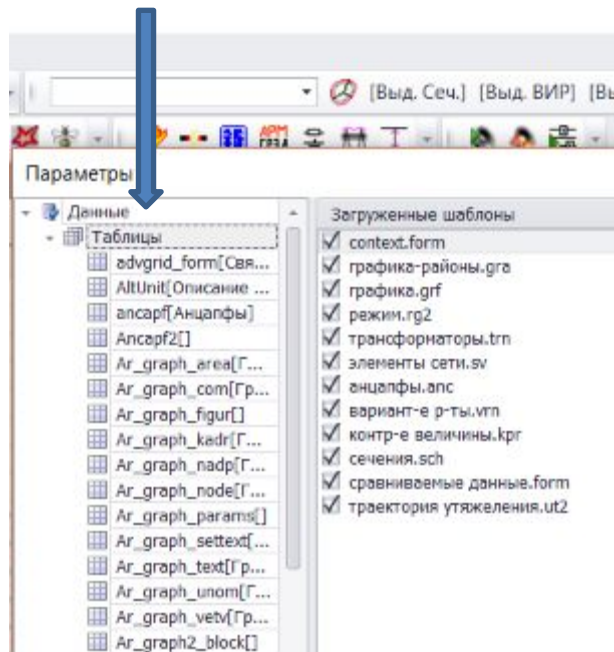 [Выд. Сеч.] [Выд. ВИР] [Вы
АРМ
Параметры
Данные
Таблицы
advgrid_form[Свя...
AltUnit[Описание ...
ancapf[Анцапфы]
Ancapf2[]
Ar_graph_area[Г...
Ar_graph_com[Гр...
Ar_graph_figur[]
Ar_graph_kadr[Г...
Ar_graph_nadp[Г...
Ar_graph_node[Г...
Ar_graph_params[]
Ar_graph_settext[...
Ar_graph_text[Гр...
Ar_graph_unom[Г...
Ar_graph_vetv[Гр...
Ar_graph2_block[]
Загруженные шаблоны
context.form
графика-районы.gra
графика.grf
режим.rg2
трансформаторы.trn
элементы сети.sv
анцапфы.anc
вариант-е р-ты.vrn
контр-е величины.kpr
сечения.sch
сравниваемые данные.form
траектория утяжеления.ut2